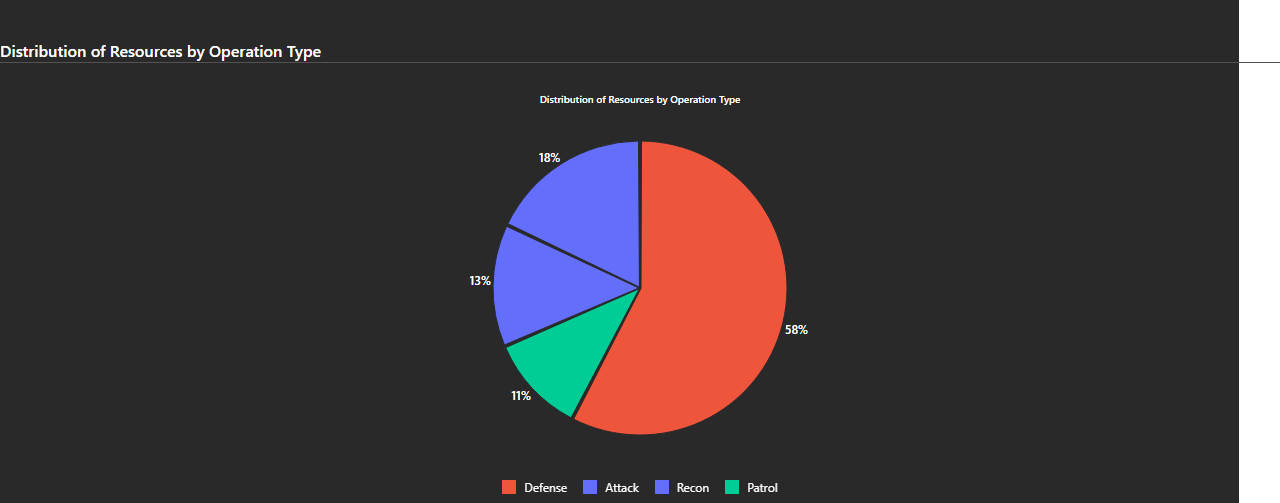 Distribution of Resources by Operation Type
Distribution of Resources by Operation Type
18%
13%
58%
11%
Defense Attack Recon Patrol